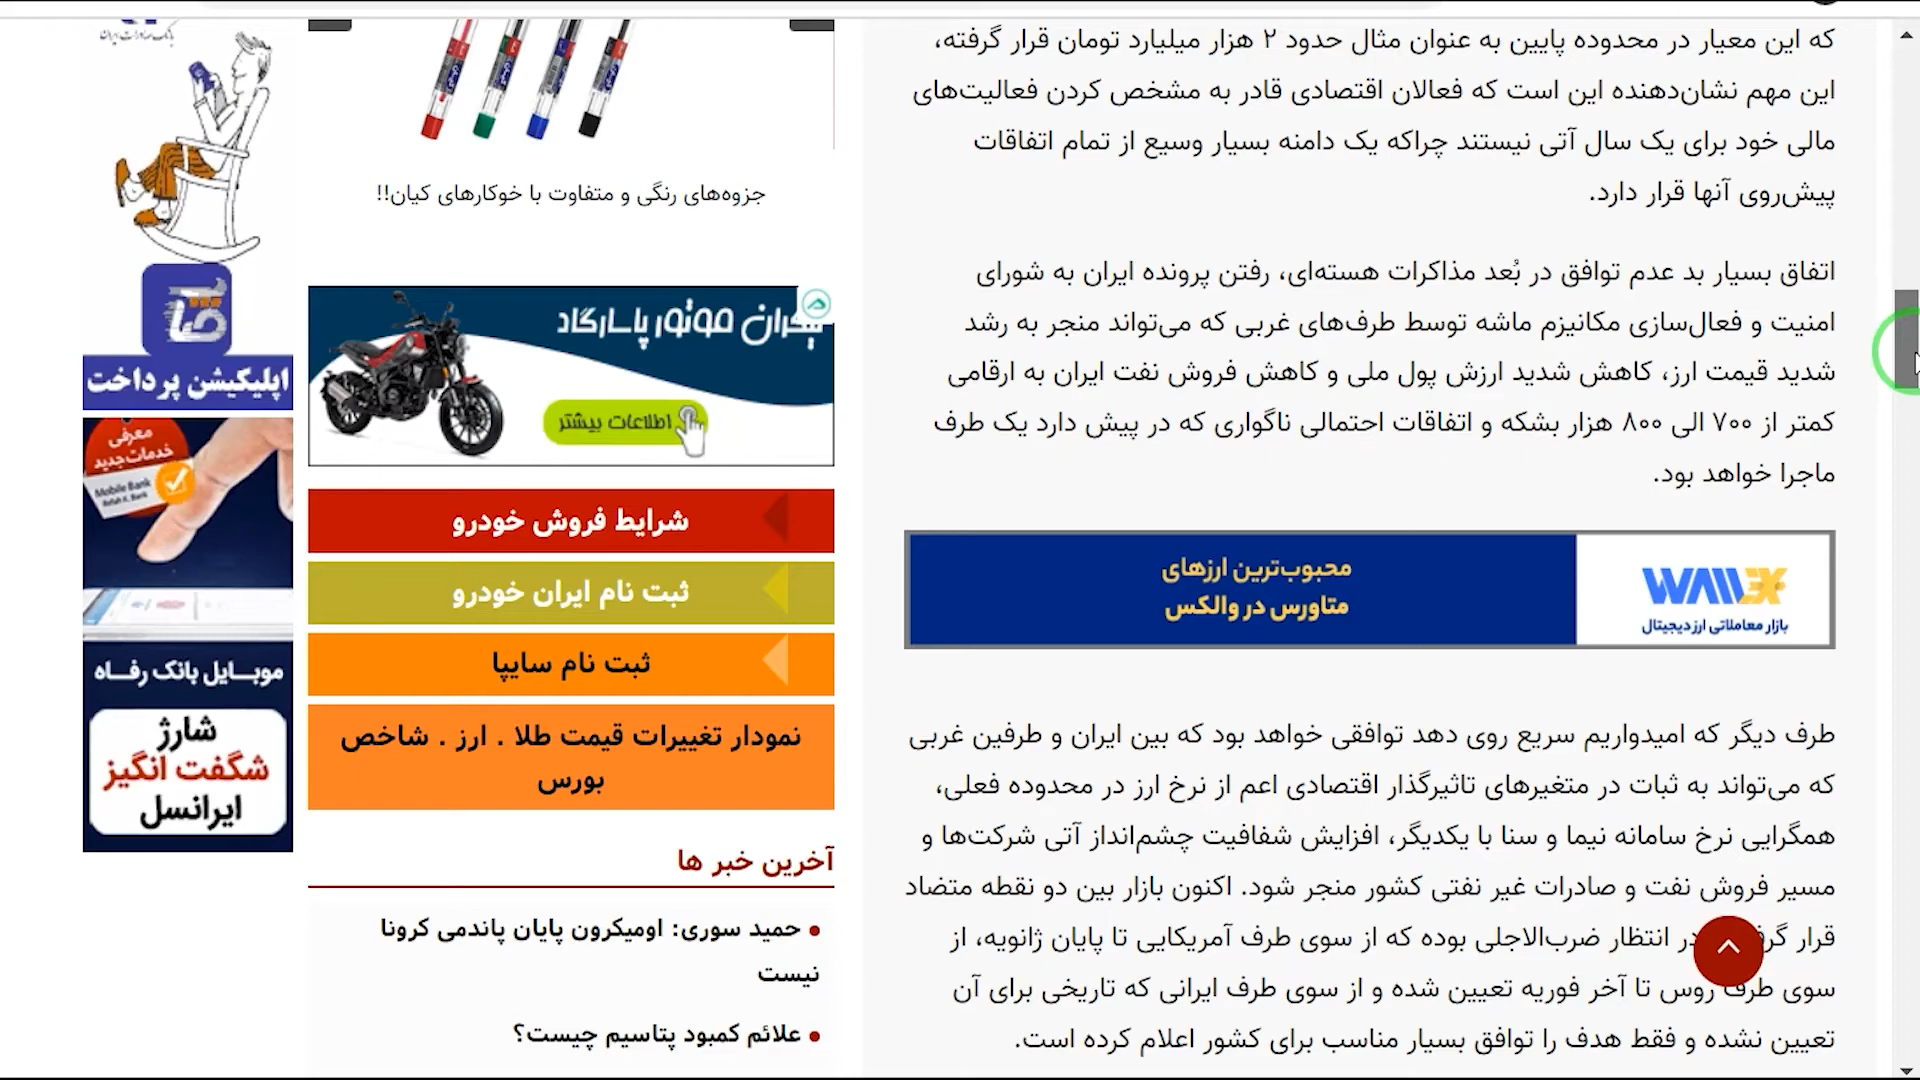 که این معیار در محدوده پایین به عنوان مثال حدود ۲ هزار میلیارد تومان قرار گرفته،
این مهم نشان‌دهنده این است که فعالان اقتصادی قادر به مشخص کردن فعالیت‌های
مالی خود برای یک سال آتی نیستند چراکه یک دامنه بسیار وسیع از تمام اتفاقات
پیش‌روی آنها قرار دارد.
اتفاق بسیار بد عدم توافق در بُعد مذاکرات هسته‌ای، رفتن پرونده ایران به شورای
امنیت و فعال‌سازی مکانیزم ماشه توسط طرف‌های غربی که می‌تواند منجر به رشد
شدید قیمت ارز، کاهش شدید ارزش پول ملی و کاهش فروش نفت ایران به ارقامی
کمتر از ۷۰۰ الی ۸۰۰ هزار بشکه و اتفاقات احتمالی ناگواری که در پیش دارد یک طرف
ماجرا خواهد بود.
محبوب‌ترین ارزهای
متاورس در والکس
WALLEX
بازار معاملاتی ارز دیجیتال
طرف دیگر که امیدواریم سریع روی دهد توافقی خواهد بود که بین ایران و طرفین غربی
که می‌تواند به ثبات در متغیرهای تاثیرگذار اقتصادی اعم از نرخ ارز در محدوده فعلی،
همگرایی نرخ سامانه نیما و سنا با یکدیگر، افزایش شفافیت چشم‌انداز آتی شرکت‌ها و
مسیر فروش نفت و صادرات غیر نفتی کشور منجر شود. اکنون بازار بین دو نقطه متضاد
قرار در انتظار ضرب‌الاجلی بوده که از سوی طرف آمریکایی تا پایان ژانویه، از
سوی طرف روس تا آخر فوریه تعیین شده و از سوی طرف ایرانی که تاریخی برای آن
تعیین نشده و فقط هدف را توافق بسیار مناسب برای کشور اعلام کرده است.
جزوه‌های رنگی و متفاوت با خوکارهای کیان!!
موتور پاسارگاد
اطلاعات بیشتر
شرایط فروش خودرو
ثبت نام ایران خودرو
ثبت نام سایپا
نمودار تغییرات قیمت طلا . ارز . شاخص
بورس
آخرین خبر ها
حمید سوری: اومیکرون پایان پاندمی کرونا
نیست
علائم کمبود پتاسیم چیست؟
بانک صادرات ایران
اپلیکیشن پرداخت
معرفی
خدمات جدید
Mobile Bank
Refah K. Bank
موبایل بانک رفاه
شارژ
شگفت انگیز
ایرانسل